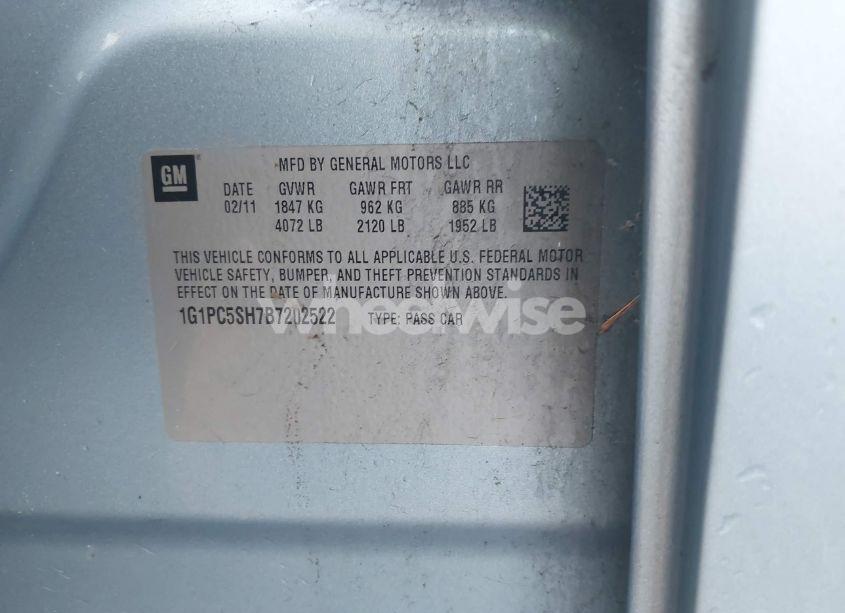 GM
MFD BY GENERAL MOTORS LLC
DATE GVWR GAWR FRT GAWR RR
02/11 1847 KG 962 KG 885 KG
4072 LB 2120 LB 1952 LB
THIS VEHICLE CONFORMS TO ALL APPLICABLE U.S. FEDERAL MOTOR
VEHICLE SAFETY, BUMPER, AND THEFT PREVENTION STANDARDS IN
EFFECT ON THE DATE OF MANUFACTURE SHOWN ABOVE.
1G1PC5SH7B7202522 TYPE: PASS CAR
wheelwise